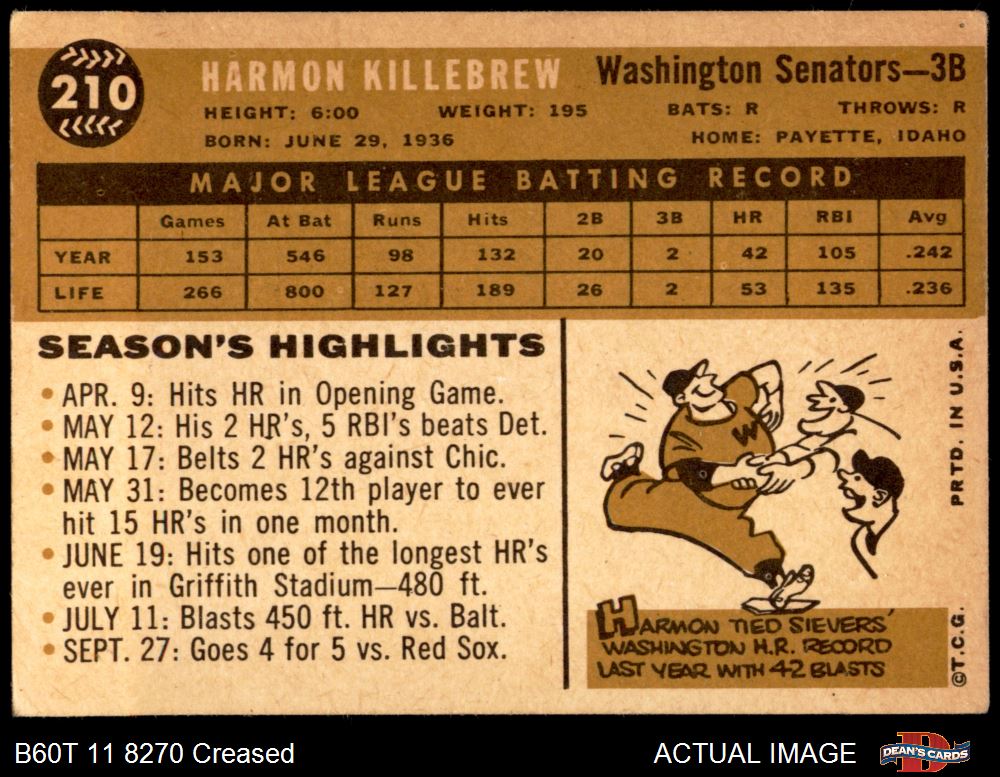 210
HARMON KILLEBREW Washington Senators—3B
HEIGHT: 6:00 WEIGHT: 195 BATS: R THROWS: R
BORN: JUNE 29, 1936 HOME: PAYETTE, IDAHO
MAJOR LEAGUE BATTING RECORD
Games At Bat Runs Hits 2B 3B HR RBI Avg
YEAR 153 546 98 132 20 2 42 105 .242
LIFE 266 800 127 189 26 2 53 135 .236
SEASON'S HIGHLIGHTS
• APR. 9: Hits HR in Opening Game.
• MAY 12: His 2 HR's, 5 RBI's beats Det.
• MAY 17: Belts 2 HR's against Chic.
• MAY 31: Becomes 12th player to ever
hit 15 HR's in one month.
• JUNE 19: Hits one of the longest HR's
ever in Griffith Stadium—480 ft.
• JULY 11: Blasts 450 ft. HR vs. Balt.
• SEPT. 27: Goes 4 for 5 vs. Red Sox.
W
HARMON TIED SIEVERS'
WASHINGTON H.R. RECORD
LAST YEAR WITH 42 BLASTS
©T.C.G. PRTD. IN U.S.A.
B60T 11 8270 Creased ACTUAL IMAGE
DEAN'S CARDS